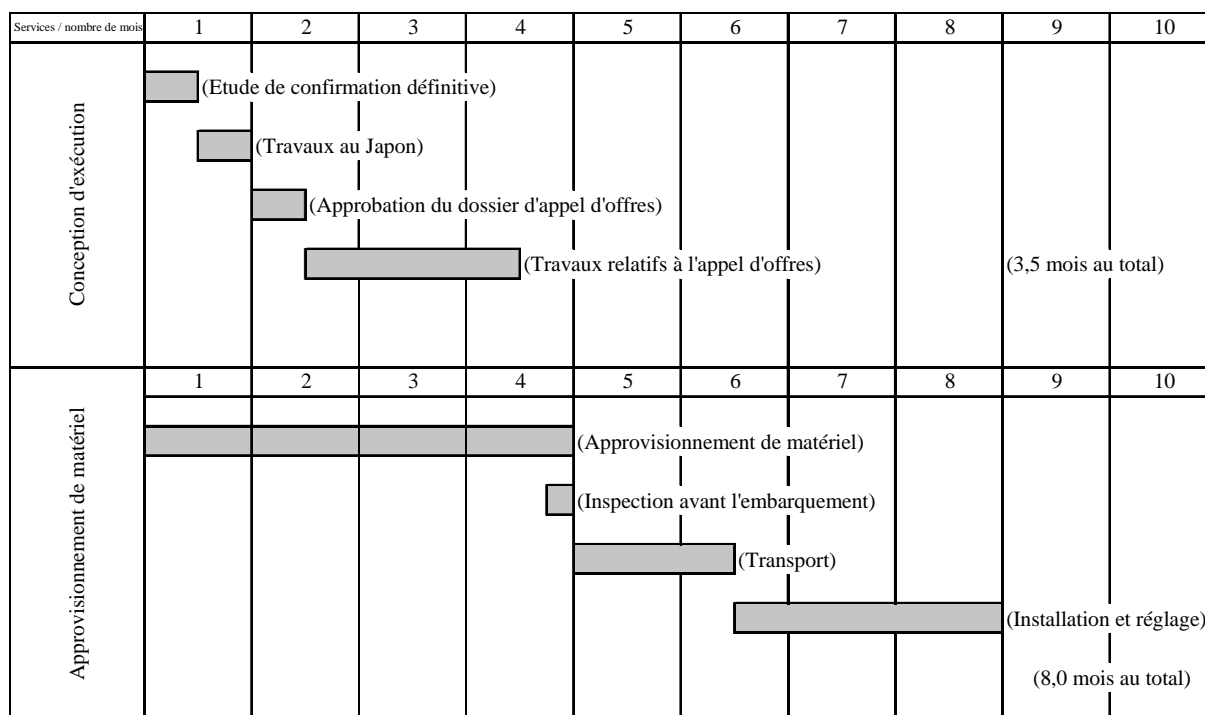 Services / nombre de mois 1 2 3 4 5 6 7 8 9 10
Conception d'exécution
(Etude de confirmation définitive)
(Travaux au Japon)
(Approbation du dossier d'appel d'offres)
(Travaux relatifs à l'appel d'offres) (3,5 mois au total)
1 2 3 4 5 6 7 8 9 10
Approvisionnement de matériel
(Approvisionnement de matériel)
(Inspection avant l'embarquement)
(Transport)
(Installation et réglage)
(8,0 mois au total)